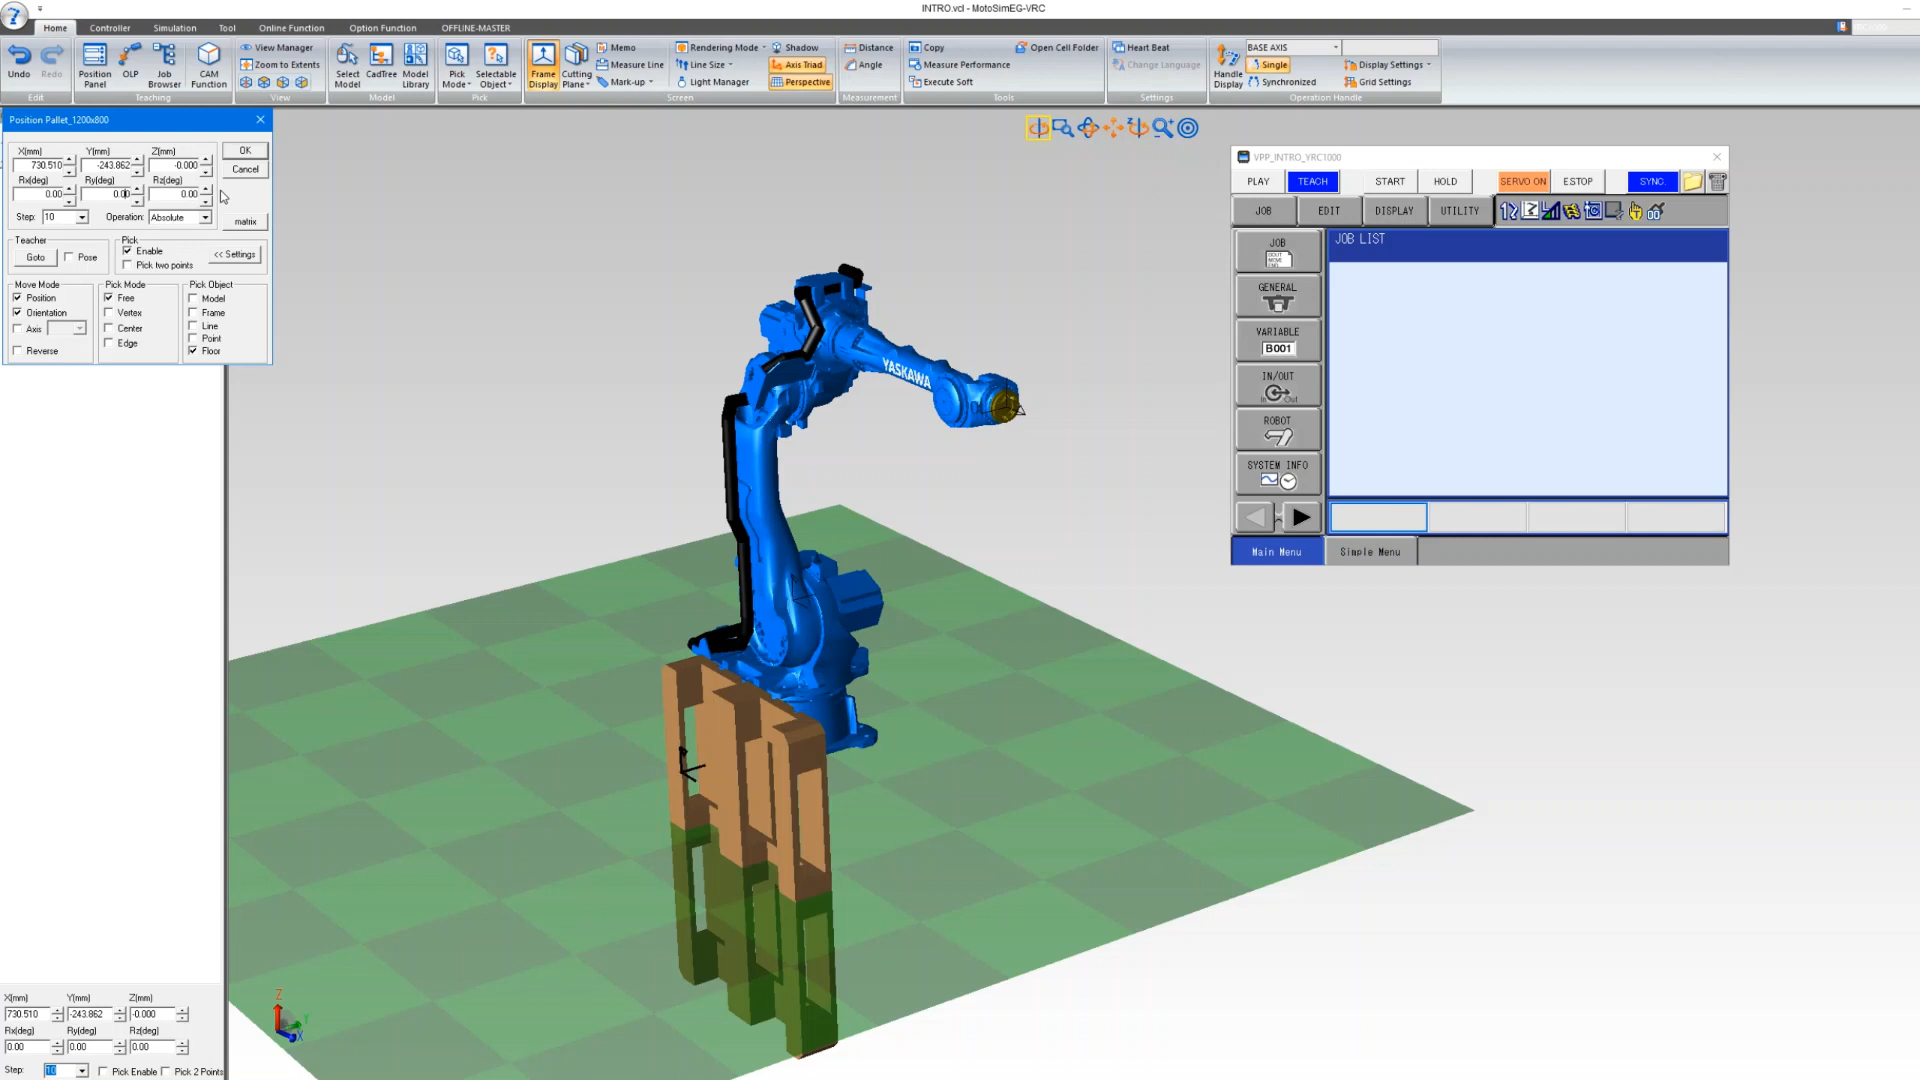 INTRO.vcl - MotoSimEG-VRC
Home Controller Simulation Tool Online Function Option Function OFFLINE-MASTER
Undo Redo Position Panel OLP Job Browser CAM Function View Manager Zoom to Extents Select Model CadTree Model Library Pick Mode Selectable Object Frame Display Cutting Plane Memo Measure Line Mark-up Rendering Mode Line Size Light Manager Shadow Axis Triad Perspective Distance Angle Copy Measure Performance Execute Soft Open Cell Folder Heart Beat Change Language Handle Display BASE AXIS Single Synchronized Display Settings Grid Settings
Edit Teaching View Model Pick Screen Measurement Tools Settings Operation Handle
Position Pallet_1200x800
X(mm) Y(mm) Z(mm) OK
730.510 -243.862 -0.000 Cancel
Rx(deg) Ry(deg) Rz(deg)
0.00 0.00 0.00
Step: 10 Operation: Absolute matrix
Teacher Pick
Goto Pose Enable << Settings
Pick two points
Move Mode Pick Mode Pick Object
Position Free Model
Orientation Vertex Frame
Axis Center Line
Edge Point
Reverse Floor
VPP_INTRO_VRC1000
PLAY TEACH START HOLD SERVO ON ESTOP SYNC.
JOB EDIT DISPLAY UTILITY
JOB LIST
JOB
GENERAL
VARIABLE
B001
IN/OUT
In Out
ROBOT
SYSTEM INFO
Main Menu Simple Menu
YASKAWA
Z
Y
X
X(mm) Y(mm) Z(mm)
730.510 -243.862 -0.000
Rx(deg) Ry(deg) Rz(deg)
0.00 0.00 0.00
Step: 10 Pick Enable Pick 2 Points